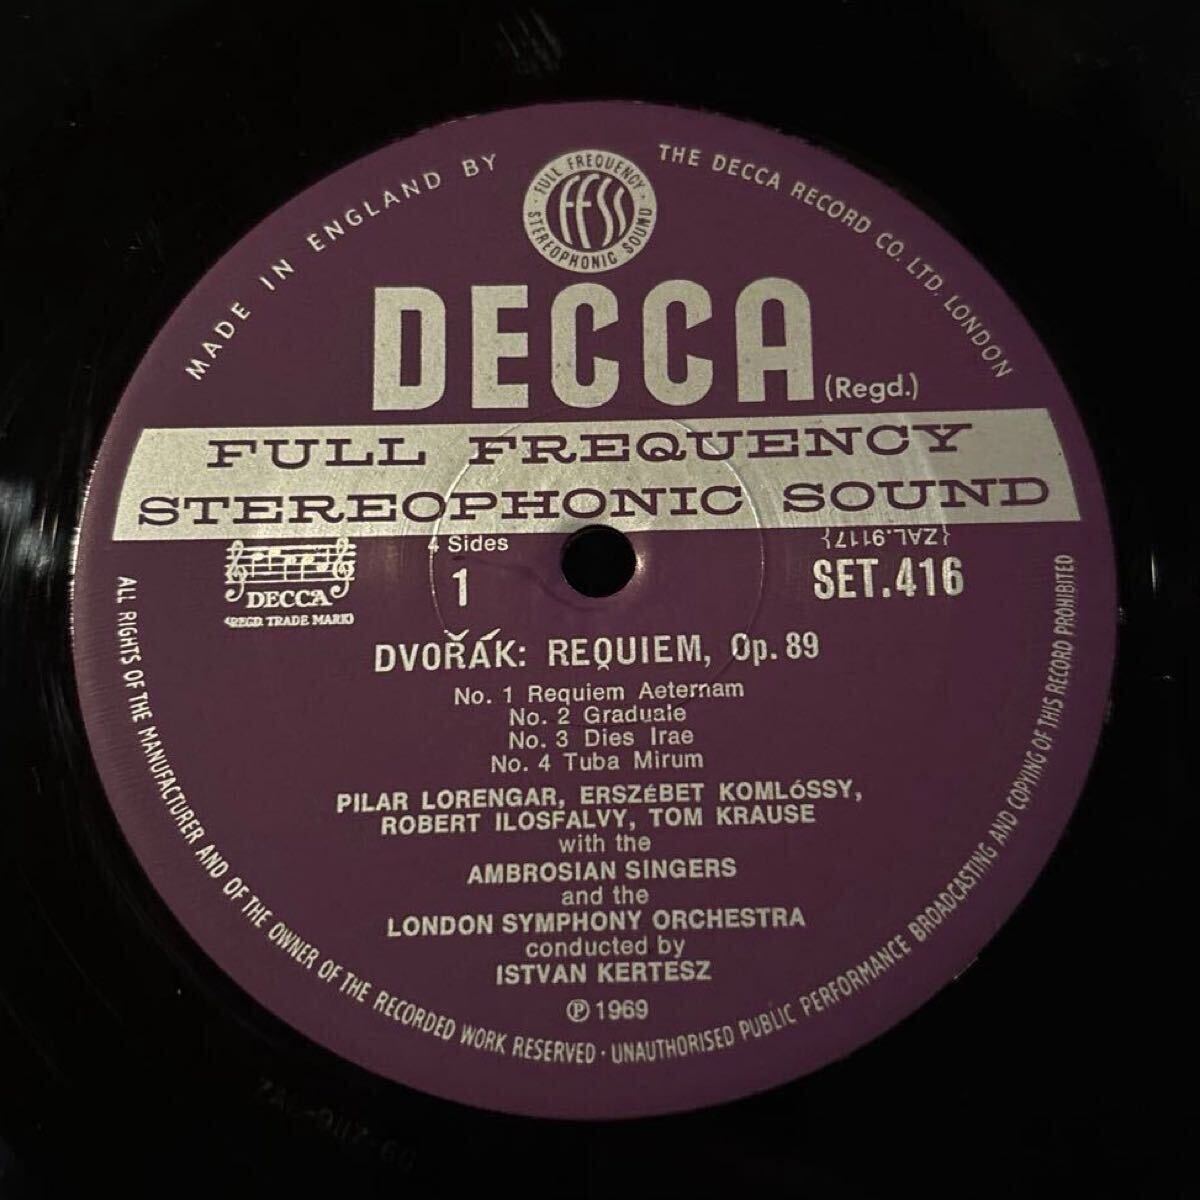 MADE IN ENGLAND BY
THE DECCA RECORD CO. LTD. LONDON
FULL FREQUENCY
FFSS
STEREOPHONIC SOUND
DECCA (Regd.)
FULL FREQUENCY
STEREOPHONIC SOUND
DECCA
(REGD. TRADE MARK)
4 Sides
1
{ZAL.9117}
SET.416
DVOŘÁK: REQUIEM, Op. 89
No. 1 Requiem Aeternam
No. 2 Graduale
No. 3 Dies Irae
No. 4 Tuba Mirum
PILAR LORENGAR, ERSZéBET KOMLóSSY,
ROBERT ILOSFALVY, TOM KRAUSE
with the
AMBROSIAN SINGERS
and the
LONDON SYMPHONY ORCHESTRA
conducted by
ISTVAN KERTESZ
℗ 1969
ALL RIGHTS OF THE MANUFACTURER AND OF THE OWNER OF THE RECORDED WORK RESERVED · UNAUTHORISED PUBLIC PERFORMANCE BROADCASTING AND COPYING OF THIS RECORD PROHIBITED